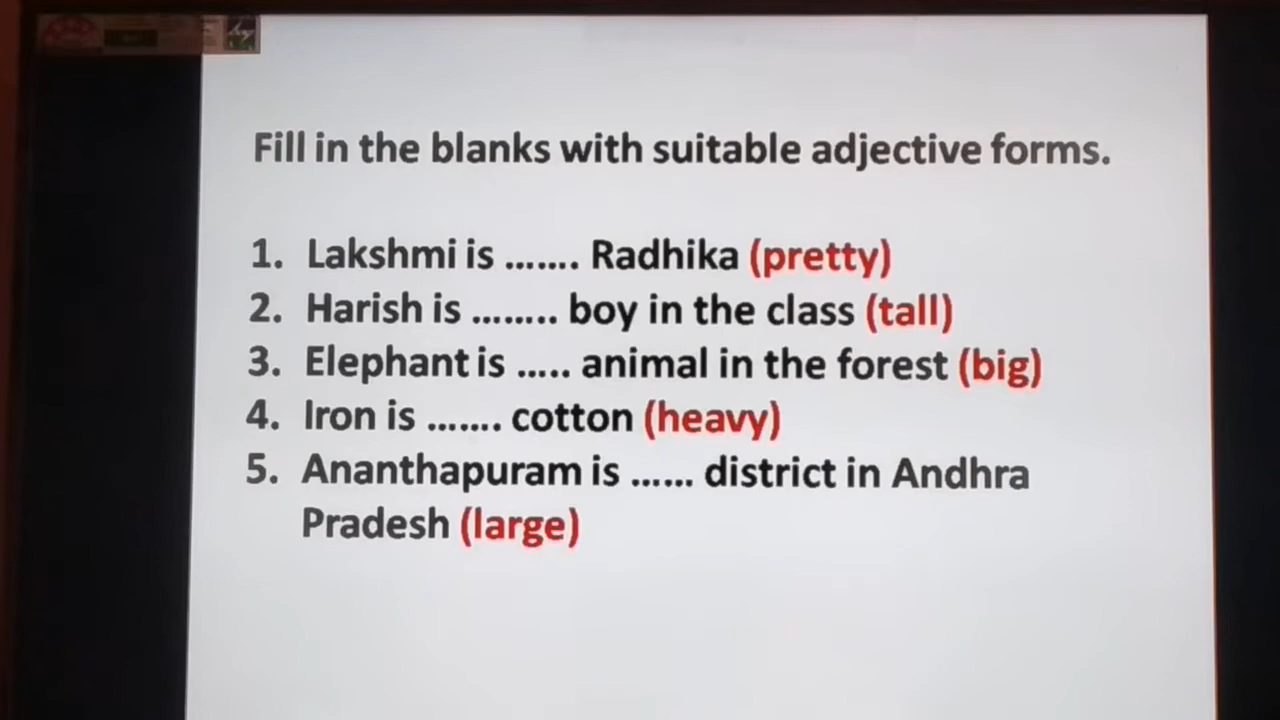 Fill in the blanks with suitable adjective forms.
1. Lakshmi is ....... Radhika (pretty)
2. Harish is ........ boy in the class (tall)
3. Elephant is ..... animal in the forest (big)
4. Iron is ....... cotton (heavy)
5. Ananthapuram is ...... district in Andhra
Pradesh (large)